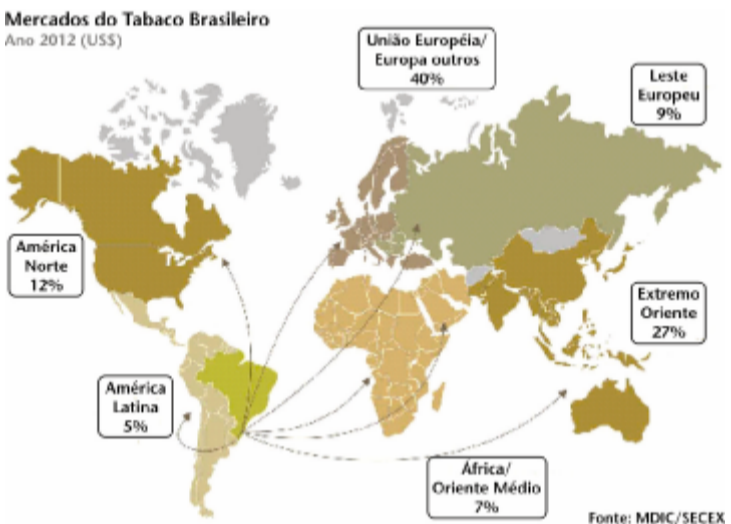 Mercados do Tabaco Brasileiro
Ano 2012 (US$)
União Européia/
Europa outros
40%
Leste
Europeu
9%
América
Norte
12%
Extremo
Oriente
27%
América
Latina
5%
África/
Oriente Médio
7%
Fonte: MDIC/SECEX